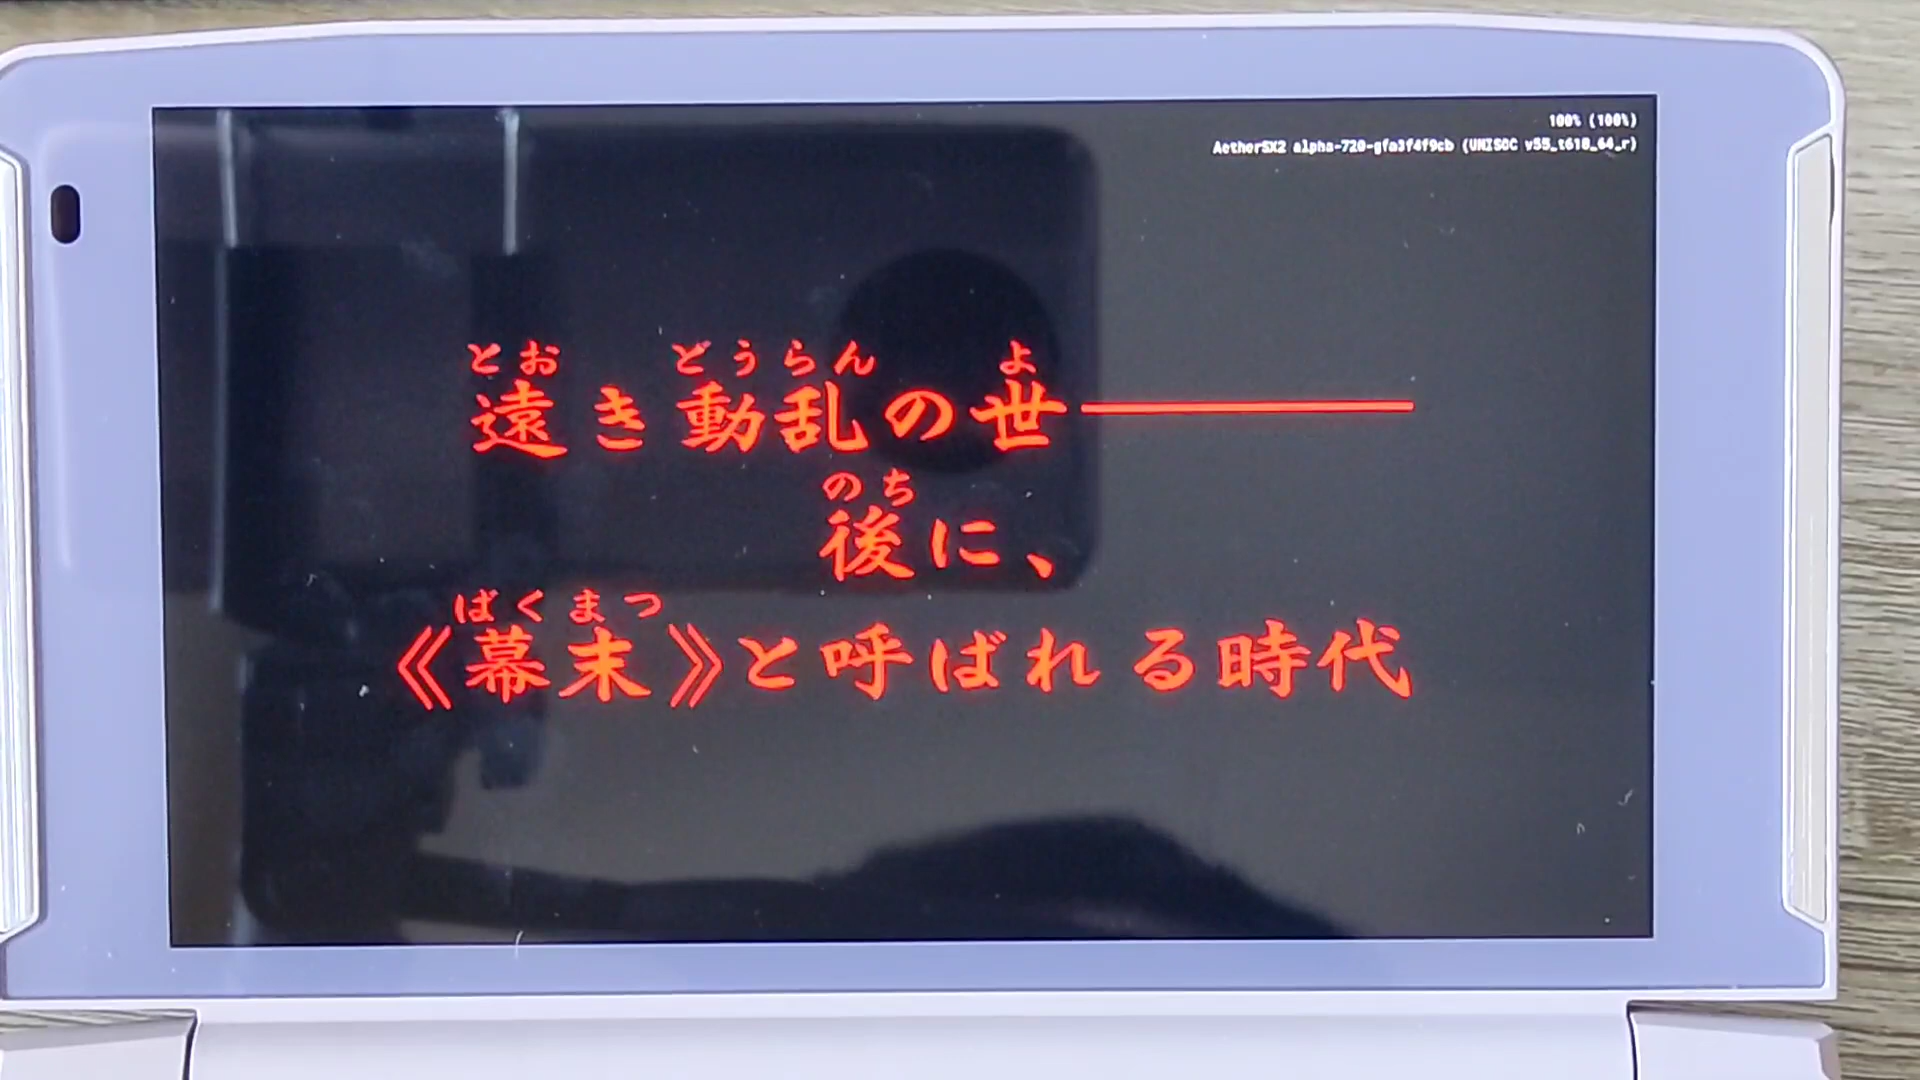 100% (100%)
AetherSX2 alpha-720-gfa3f4f9cb (UNISOC v55_t618_64_r)
とお どうらん よ
遠き動乱の世――――
のち
後に、
ばくまつ
《幕末》と呼ばれる時代